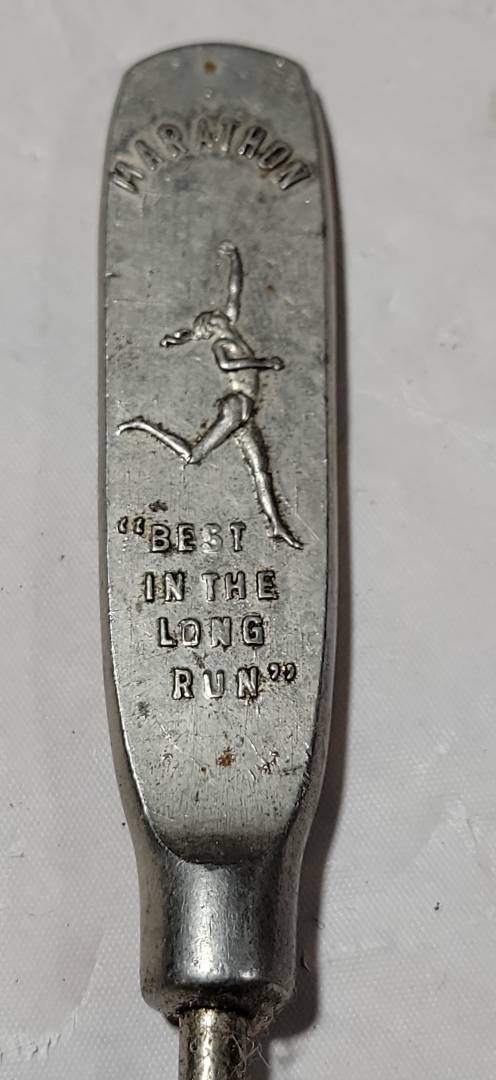 MARATHON
“BEST
IN THE
LONG
RUN”